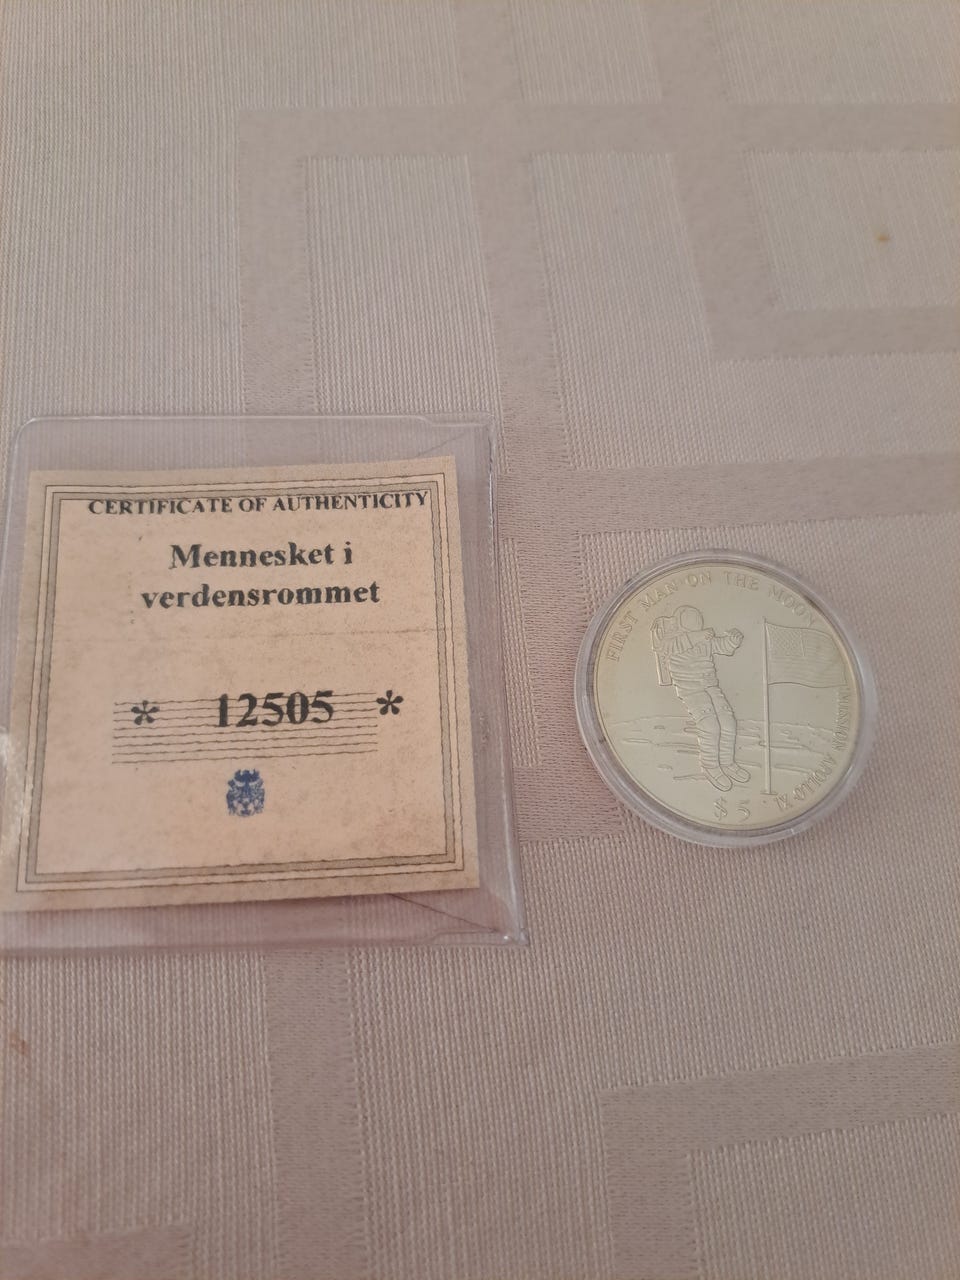 CERTIFICATE OF AUTHENTICITY
Mennesket i
verdensrommet
* 12505 *
FIRST MAN ON THE MOON
MISSION APOLLO XI
$5